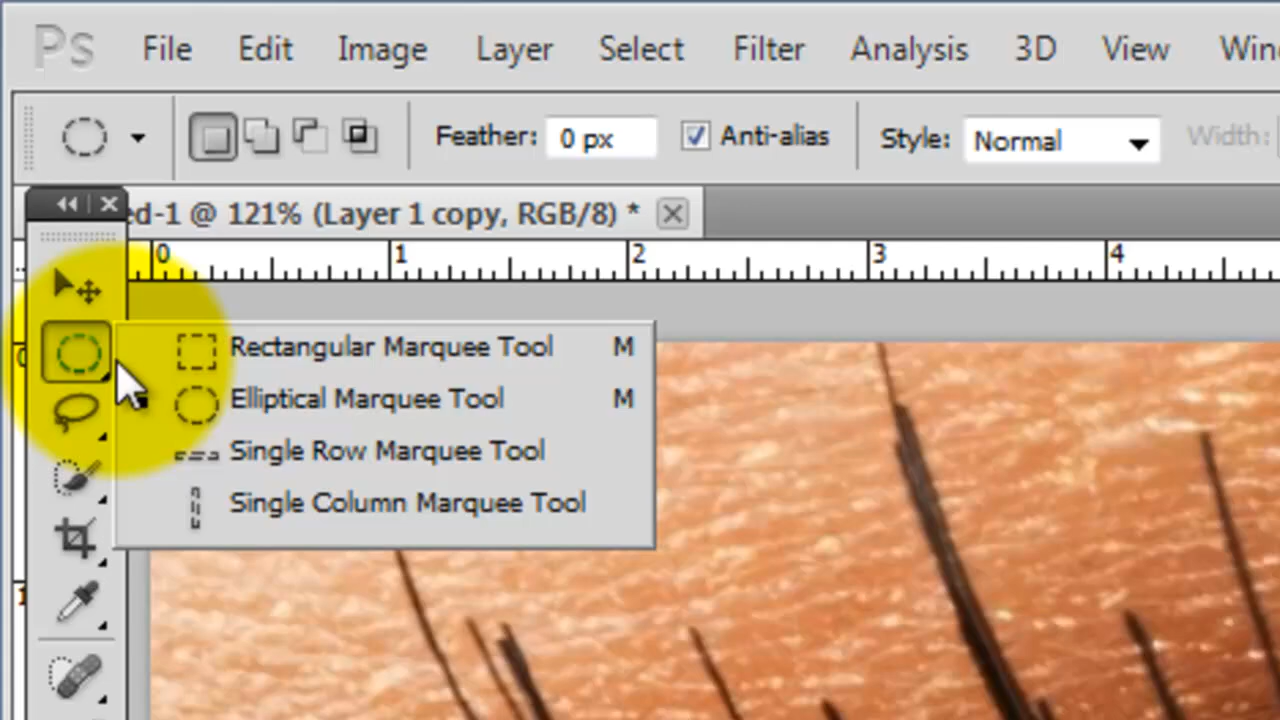 Ps File Edit Image Layer Select Filter Analysis 3D View
Feather: 0 px Anti-alias Style: Normal Width:
ed-1 @ 121% (Layer 1 copy, RGB/8) *
0 1 2 3 4
Rectangular Marquee Tool M
Elliptical Marquee Tool M
Single Row Marquee Tool
Single Column Marquee Tool